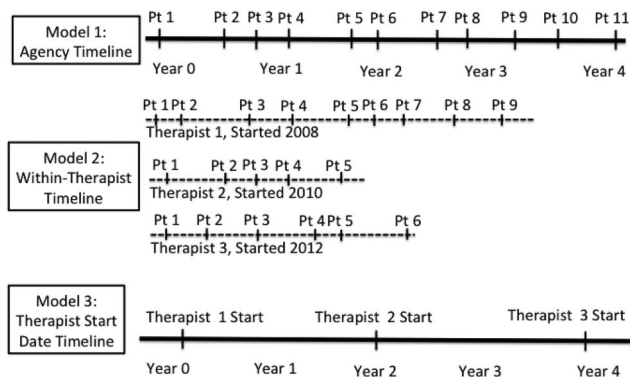 Model 1:
Agency Timeline
Pt 1 Pt 2 Pt 3 Pt 4 Pt 5 Pt 6 Pt 7 Pt 8 Pt 9 Pt 10 Pt 11
Year 0 Year 1 Year 2 Year 3 Year 4
Model 2:
Within-Therapist
Timeline
Pt 1 Pt 2 Pt 3 Pt 4 Pt 5 Pt 6 Pt 7 Pt 8 Pt 9
Therapist 1, Started 2008
Pt 1 Pt 2 Pt 3 Pt 4 Pt 5
Therapist 2, Started 2010
Pt 1 Pt 2 Pt 3 Pt 4 Pt 5 Pt 6
Therapist 3, Started 2012
Model 3:
Therapist Start
Date Timeline
Therapist 1 Start Therapist 2 Start Therapist 3 Start
Year 0 Year 1 Year 2 Year 3 Year 4